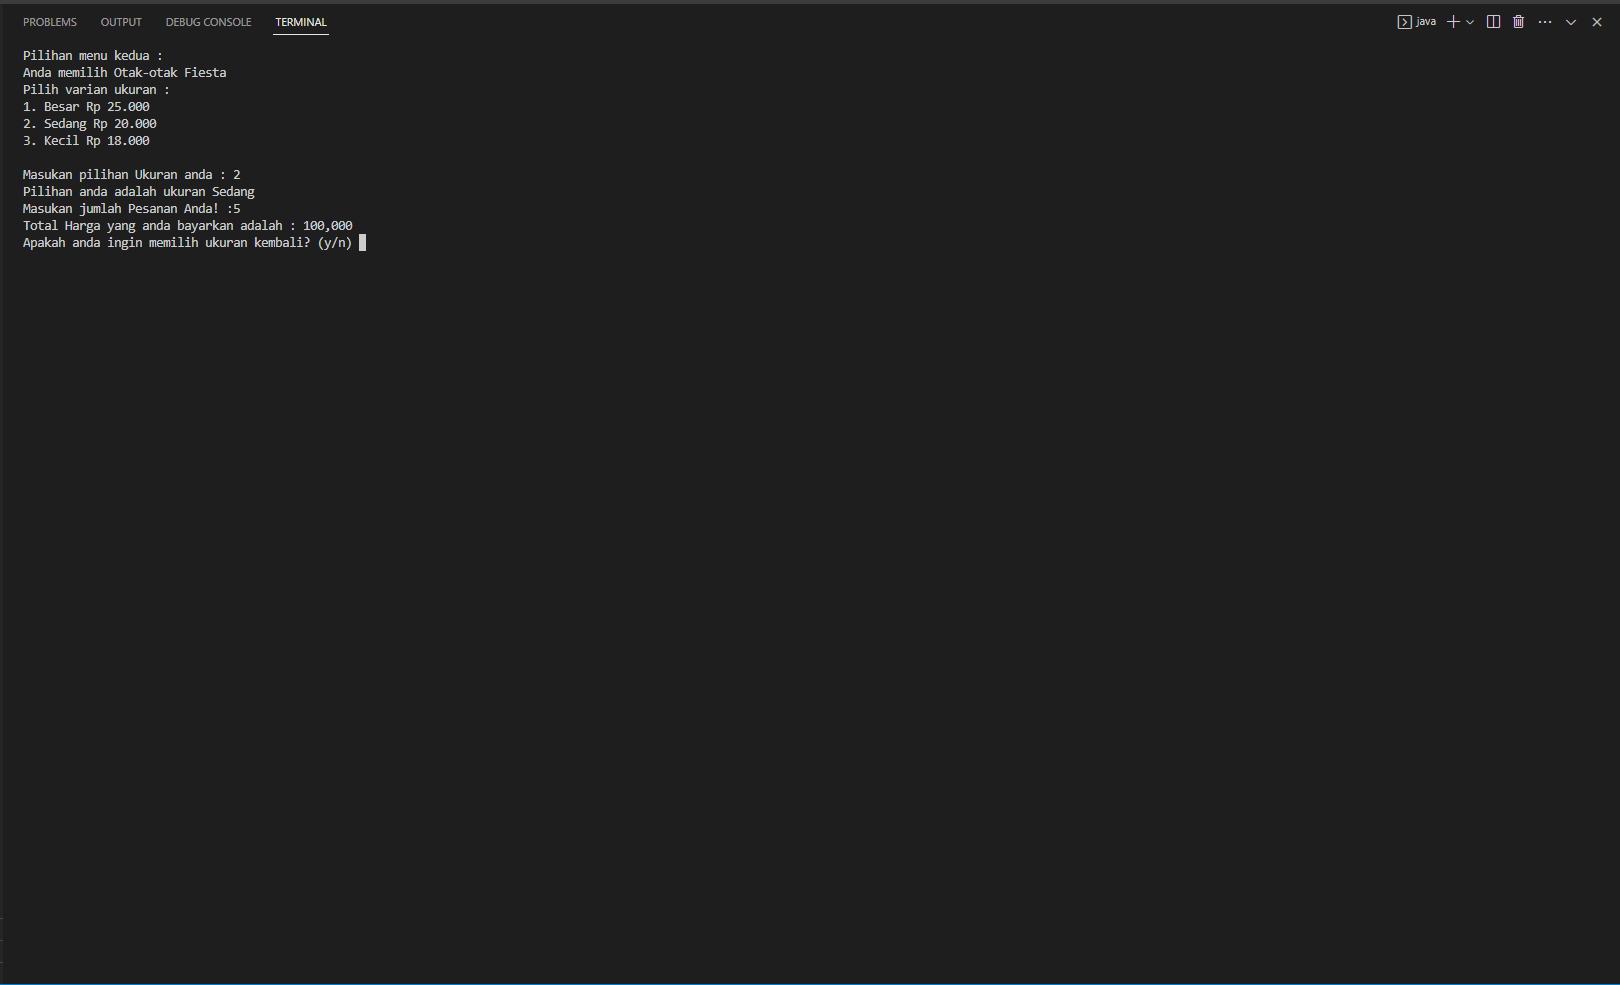 PROBLEMS OUTPUT DEBUG CONSOLE TERMINAL java
Pilihan menu kedua :
Anda memilih Otak-otak Fiesta
Pilih varian ukuran :
1. Besar Rp 25.000
2. Sedang Rp 20.000
3. Kecil Rp 18.000
Masukan pilihan Ukuran anda : 2
Pilihan anda adalah ukuran Sedang
Masukan jumlah Pesanan Anda! :5
Total Harga yang anda bayarkan adalah : 100,000
Apakah anda ingin memilih ukuran kembali? (y/n)